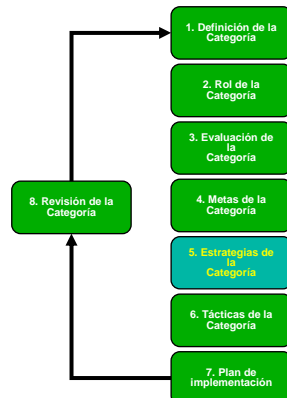 1. Definición de la
Categoría
2. Rol de la
Categoría
3. Evaluación de
la
Categoría
8. Revisión de la
Categoría
4. Metas de la
Categoría
5. Estrategias de
la
Categoría
6. Tácticas de la
Categoría
7. Plan de
implementación